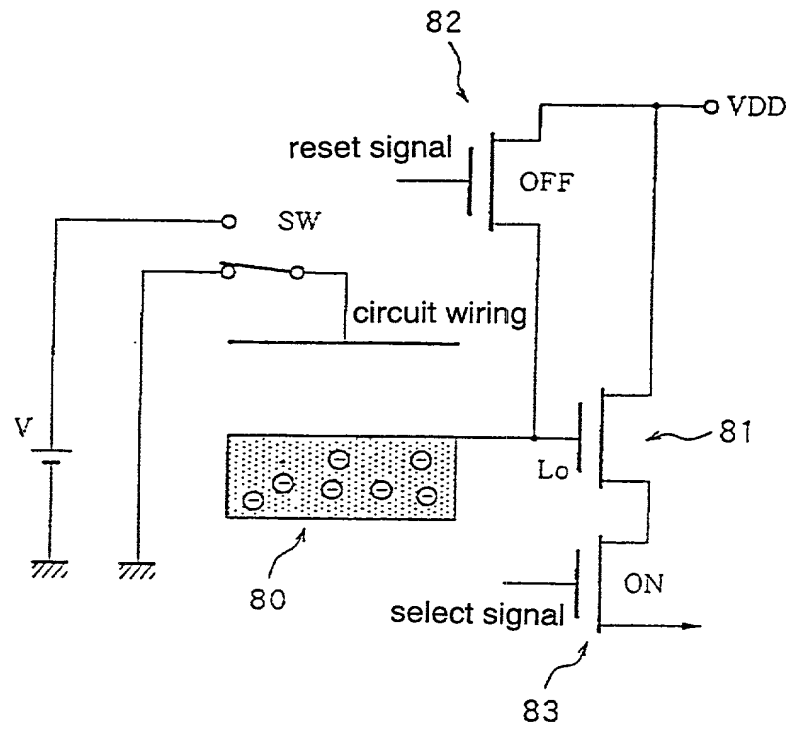 82
VDD
reset signal
OFF
SW
circuit wiring
V
81
Lo
80
ON
select signal
83